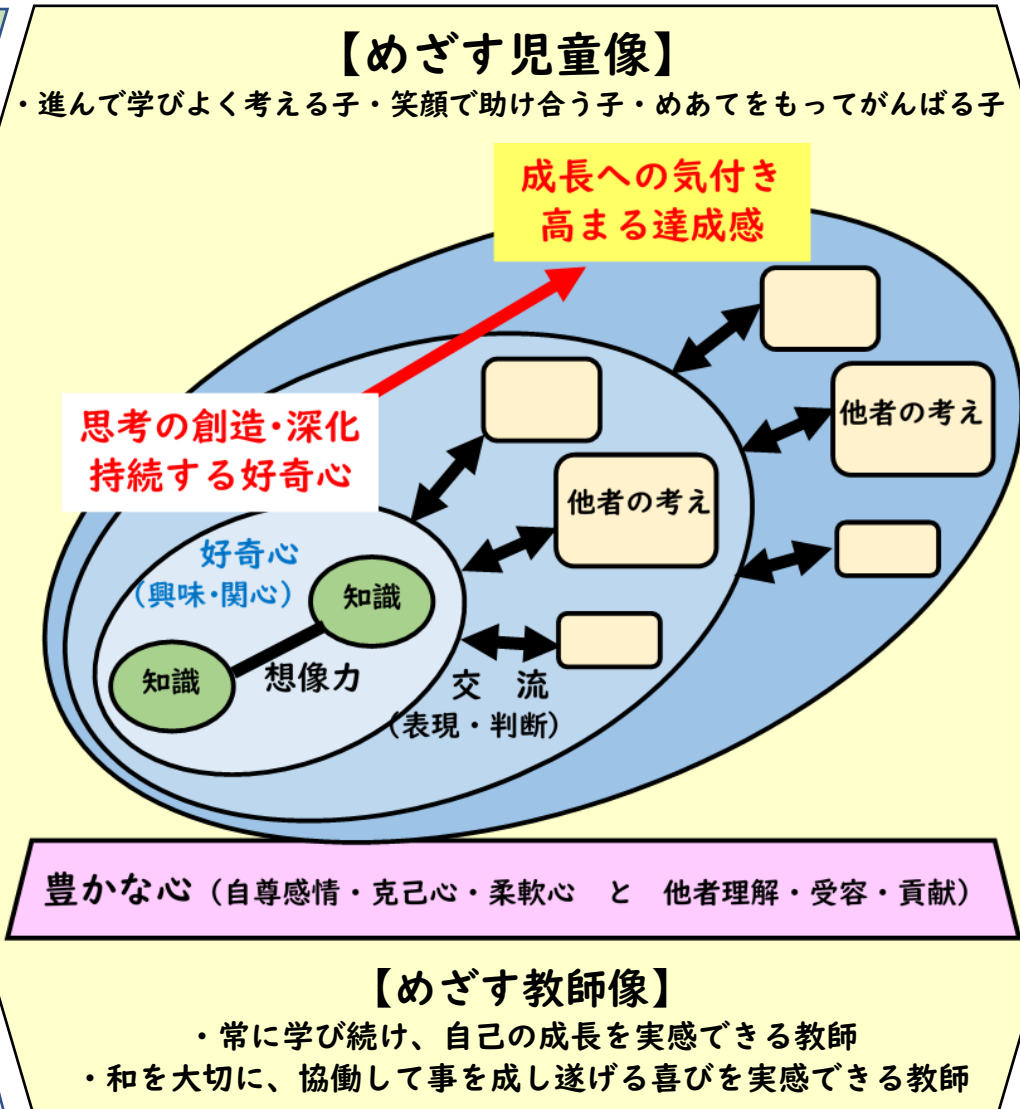 【めざす児童像】
・進んで学びよく考える子・笑顔で助け合う子・めあてをもってがんばる子
成長への気付き
高まる達成感
思考の創造・深化
持続する好奇心
他者の考え
他者の考え
好奇心
（興味・関心）
知識
知識
想像力
交　流
（表現・判断）
豊かな心（自尊感情・克己心・柔軟心　と　他者理解・受容・貢献）
【めざす教師像】
・常に学び続け、自己の成長を実感できる教師
・和を大切に、協働して事を成し遂げる喜びを実感できる教師